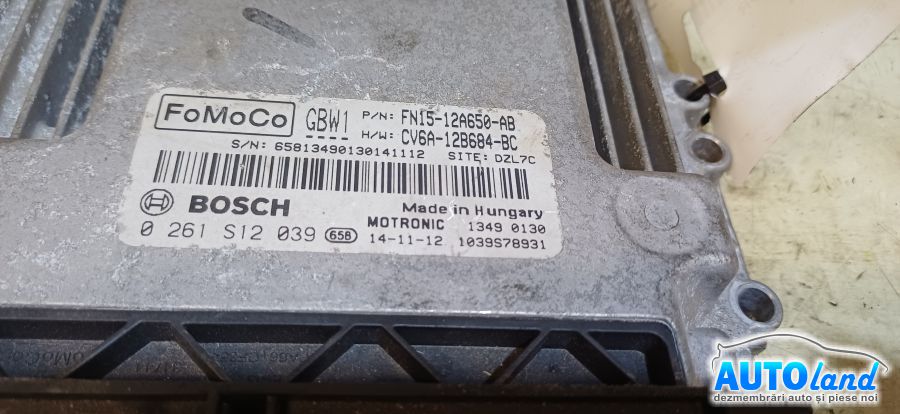 FoMoCo GBW1 P/N: FN15-12A650-AB
H/W: CV6A-12B684-BC
S/N: 65813490130141112 SITE: DZL7C
BOSCH Made in Hungary
MOTRONIC 1349 0130
0 261 S12 039 658 14-11-12 1039S78931
AUTOland
dezmembrări auto și piese noi